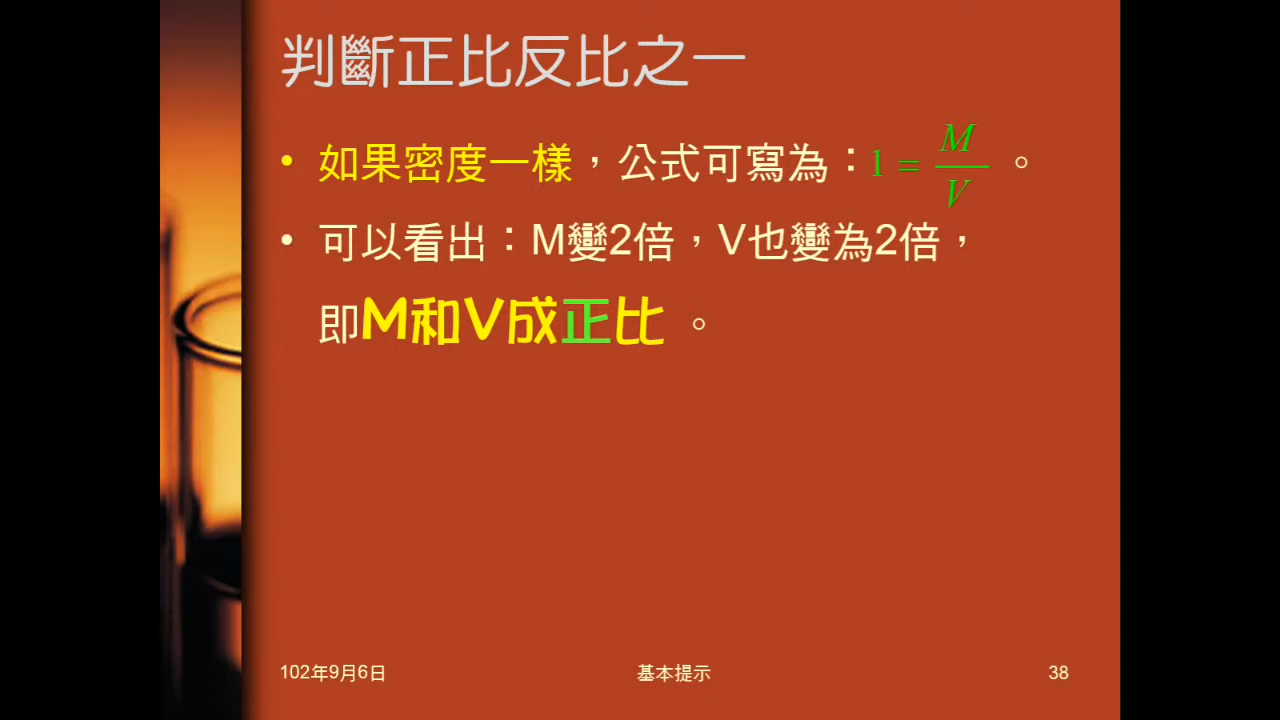 判斷正比反比之一
• 如果密度一樣，公式可寫為：1 = M/V 。
• 可以看出：M變2倍，V也變為2倍，
即M和V成正比 。
102年9月6日 基本提示 38